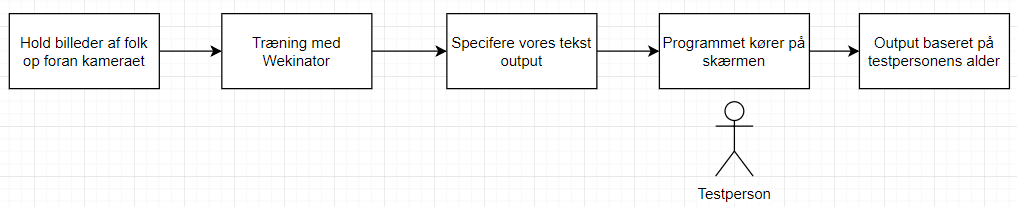 Hold billeder af folk
op foran kameraet
Træning med
Wekinator
Specifere vores tekst
output
Programmet kører på
skærmen
Output baseret på
testpersonens alder
Testperson